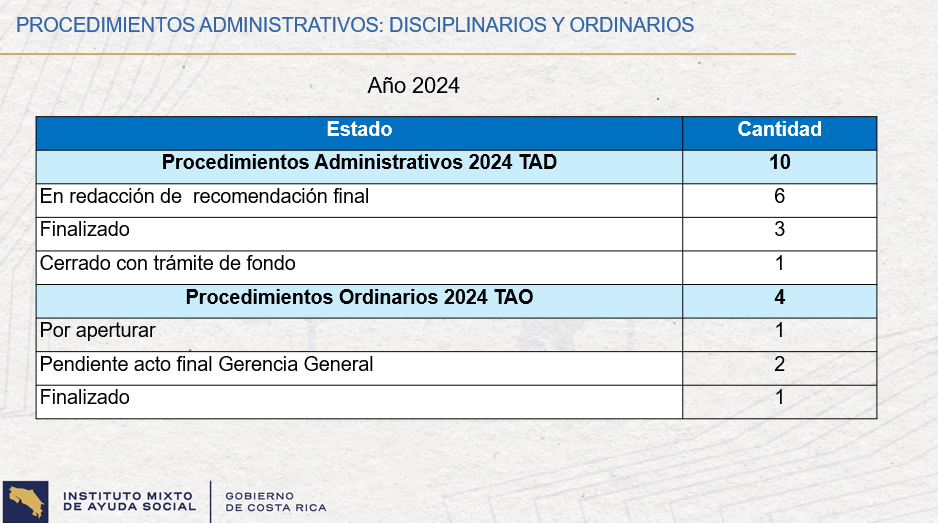 PROCEDIMIENTOS ADMINISTRATIVOS: DISCIPLINARIOS Y ORDINARIOS
Año 2024
Estado Cantidad
Procedimientos Administrativos 2024 TAD 10
En redacción de  recomendación final 6
Finalizado 3
Cerrado con trámite de fondo 1
Procedimientos Ordinarios 2024 TAO 4
Por aperturar 1
Pendiente acto final Gerencia General 2
Finalizado 1
INSTITUTO MIXTO
DE AYUDA SOCIAL
GOBIERNO
DE COSTA RICA